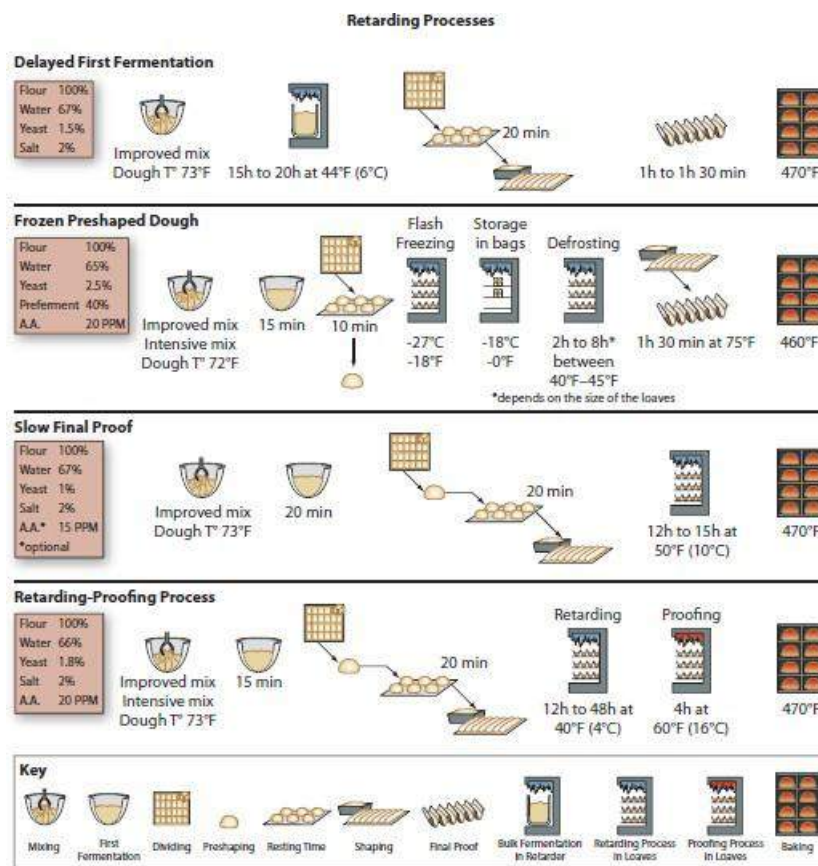 Retarding Processes
Delayed First Fermentation
Flour 100%
Water 67%
Yeast 1.5%
Salt 2%
Improved mix
Dough T° 73°F
15h to 20h at 44°F (6°C)
20 min
1h to 1h 30 min
470°F
Frozen Preshaped Dough
Flour 100%
Water 65%
Yeast 2.5%
Preferment 40%
A.A. 20 PPM
Improved mix
Intensive mix
Dough T° 72°F
15 min
10 min
Flash
Freezing
-27°C
-18°F
Storage
in bags
-18°C
-0°F
Defrosting
2h to 8h*
between
40°F–45°F
*depends on the size of the loaves
1h 30 min at 75°F
460°F
Slow Final Proof
Flour 100%
Water 67%
Yeast 1%
Salt 2%
A.A.* 15 PPM
*optional
Improved mix
Dough T° 73°F
20 min
20 min
12h to 15h at
50°F (10°C)
470°F
Retarding-Proofing Process
Flour 100%
Water 66%
Yeast 1.8%
Salt 2%
A.A. 20 PPM
Improved mix
Intensive mix
Dough T° 73°F
15 min
20 min
Retarding
12h to 48h at
40°F (4°C)
Proofing
4h at
60°F (16°C)
470°F
Key
Mixing
First
Fermentation
Dividing
Preshaping
Resting Time
Shaping
Final Proof
Bulk Fermentation
in Retarder
Retarding Process
in Loaves
Proofing Process
in Loaves
Baking